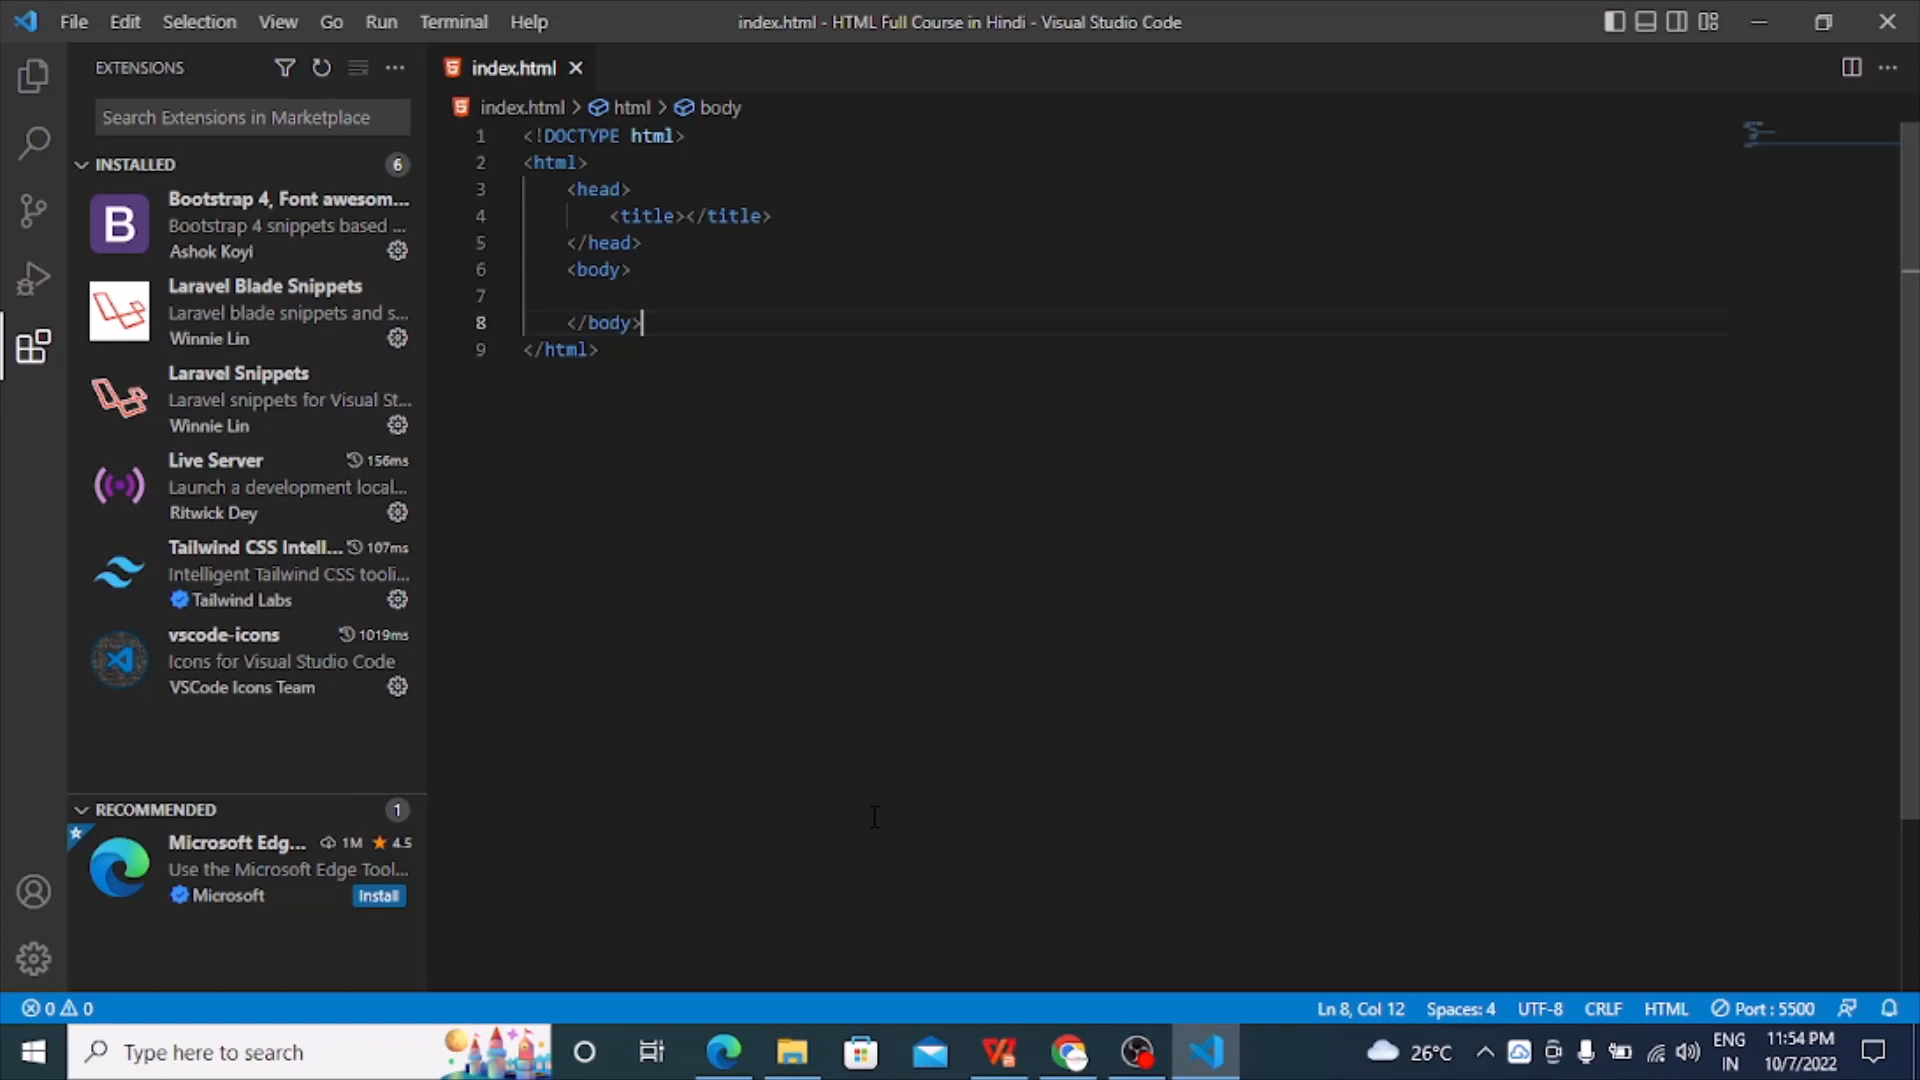 File Edit Selection View Go Run Terminal Help
index.html - HTML Full Course in Hindi - Visual Studio Code
EXTENSIONS
index.html
Search Extensions in Marketplace
index.html > html > body
INSTALLED 6
Bootstrap 4, Font awesom...
Bootstrap 4 snippets based ...
Ashok Koyi
Laravel Blade Snippets
Laravel blade snippets and s...
Winnie Lin
Laravel Snippets
Laravel snippets for Visual St...
Winnie Lin
Live Server 156ms
Launch a development local...
Ritwick Dey
Tailwind CSS Intell... 107ms
Intelligent Tailwind CSS tooli...
Tailwind Labs
vscode-icons 1019ms
Icons for Visual Studio Code
VSCode Icons Team
RECOMMENDED 1
Microsoft Edg... 1M ★ 4.5
Use the Microsoft Edge Tool...
Microsoft Install
1 <!DOCTYPE html>
2 <html>
3 <head>
4 <title></title>
5 </head>
6 <body>
7
8 </body>
9 </html>
0 0 Ln 8, Col 12 Spaces: 4 UTF-8 CRLF HTML Port : 5500
Type here to search
26°C
ENG
IN
11:54 PM
10/7/2022